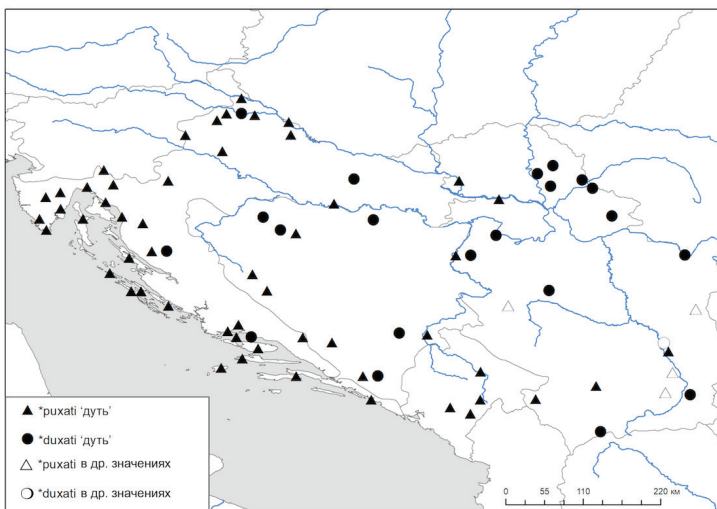 *puxati ‘дуть’
*duxati ‘дуть’
*puxati в др. значениях
*duxati в др. значениях
0 55 110 220 км